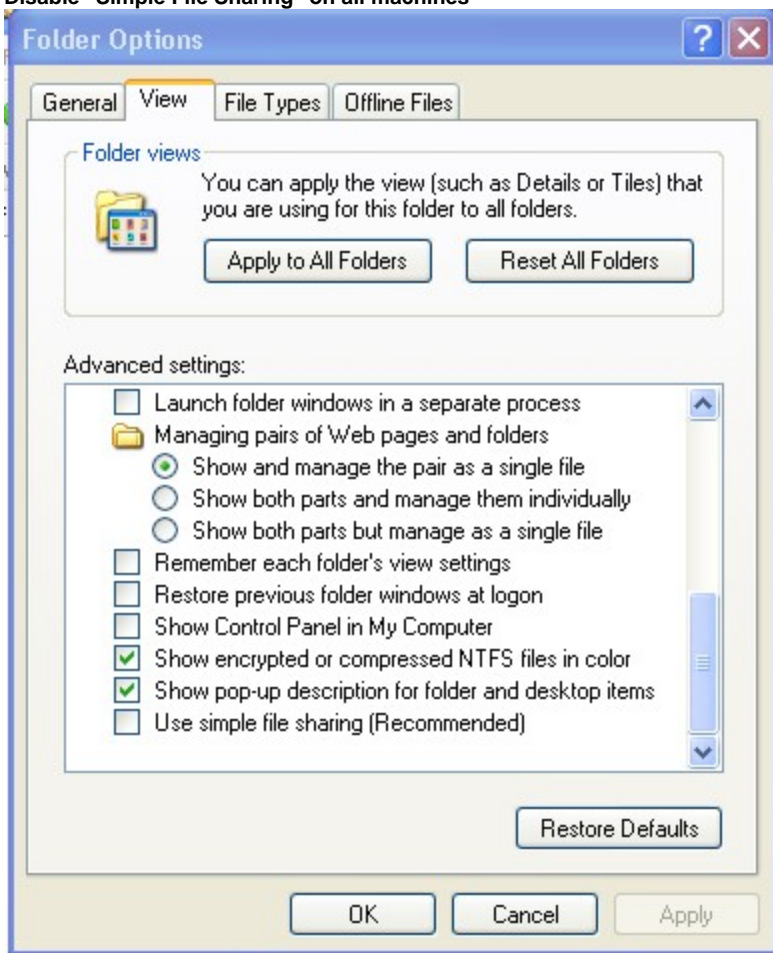 Disable "Simple File Sharing" on all machines
Folder Options
General View File Types Offline Files
Folder views
You can apply the view (such as Details or Tiles) that
you are using for this folder to all folders.
Apply to All Folders Reset All Folders
Advanced settings:
Launch folder windows in a separate process
Managing pairs of Web pages and folders
Show and manage the pair as a single file
Show both parts and manage them individually
Show both parts but manage as a single file
Remember each folder's view settings
Restore previous folder windows at logon
Show Control Panel in My Computer
Show encrypted or compressed NTFS files in color
Show pop-up description for folder and desktop items
Use simple file sharing (Recommended)
Restore Defaults
OK Cancel Apply